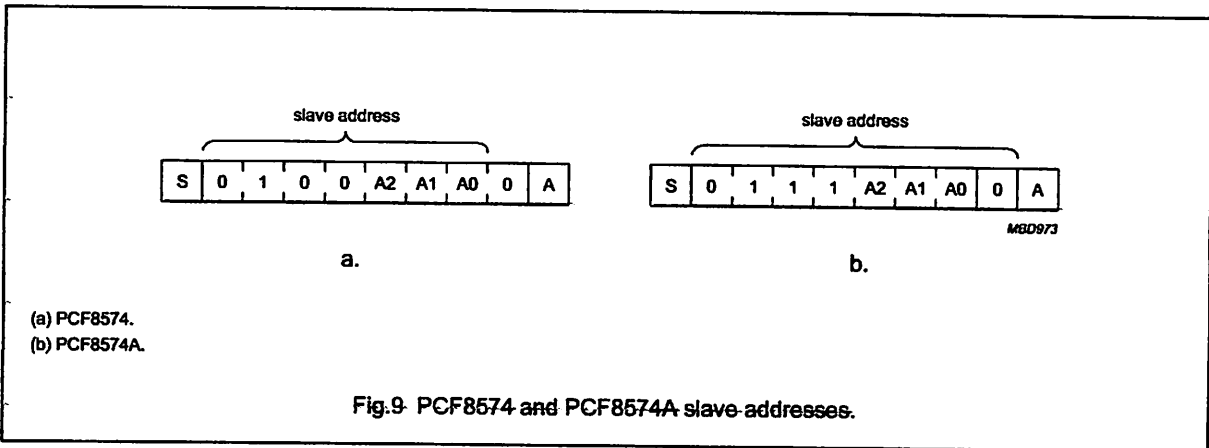 slave address
slave address
S 0 1 0 0 A2 A1 A0 0 A
S 0 1 1 1 A2 A1 A0 0 A
MBD973
a.
b.
(a) PCF8574.
(b) PCF8574A.
Fig.9 PCF8574 and PCF8574A slave addresses.